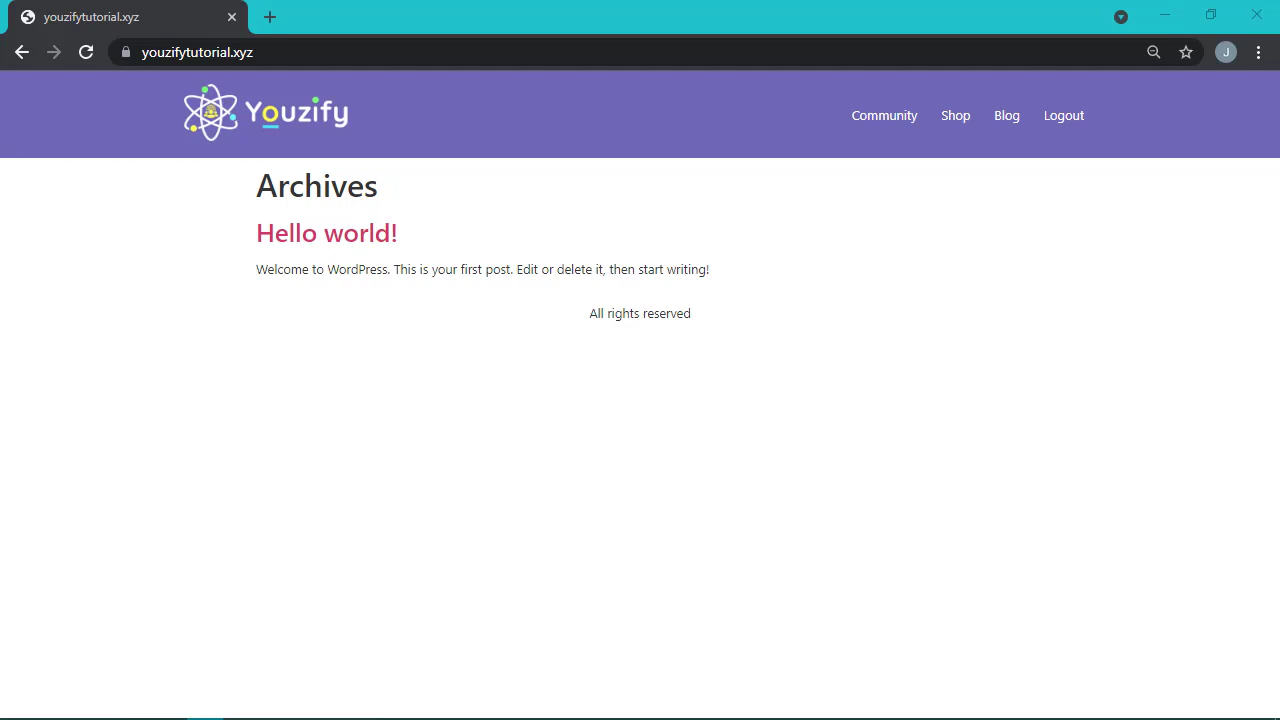 youzifytutorial.xyz
youzifytutorial.xyz
J
Youzify
Community
Shop
Blog
Logout
Archives
Hello world!
Welcome to WordPress. This is your first post. Edit or delete it, then start writing!
All rights reserved